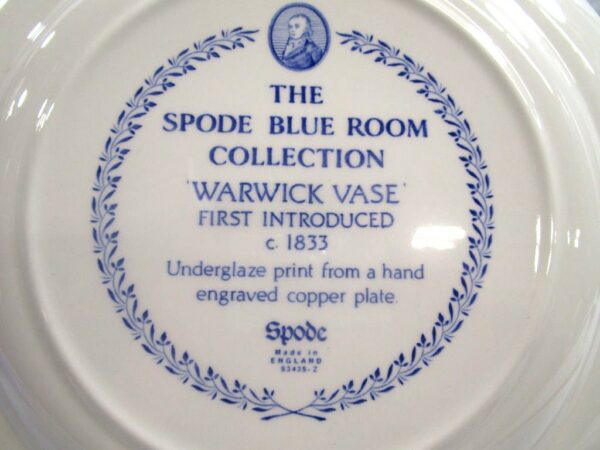 THE
SPODE BLUE ROOM
COLLECTION
'WARWICK VASE'
FIRST INTRODUCED
c. 1833
Underglaze print from a hand
engraved copper plate.
Spode
Made in
ENGLAND
S3435-Z